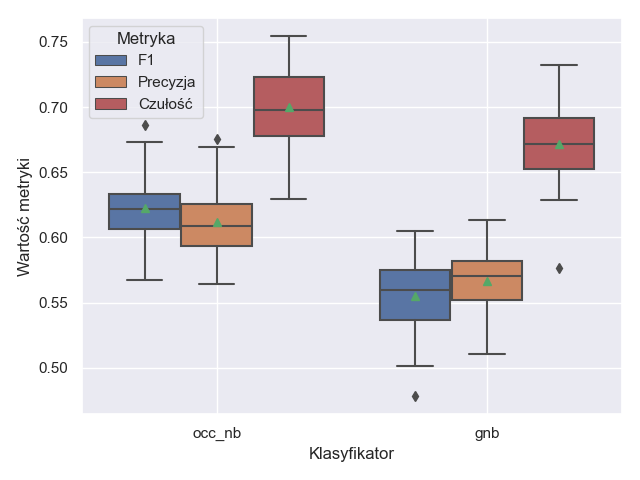 Metryka
F1
Precyzja
Czułość
0.75
0.70
0.65
0.60
0.55
0.50
Wartość metryki
occ_nb
gnb
Klasyfikator